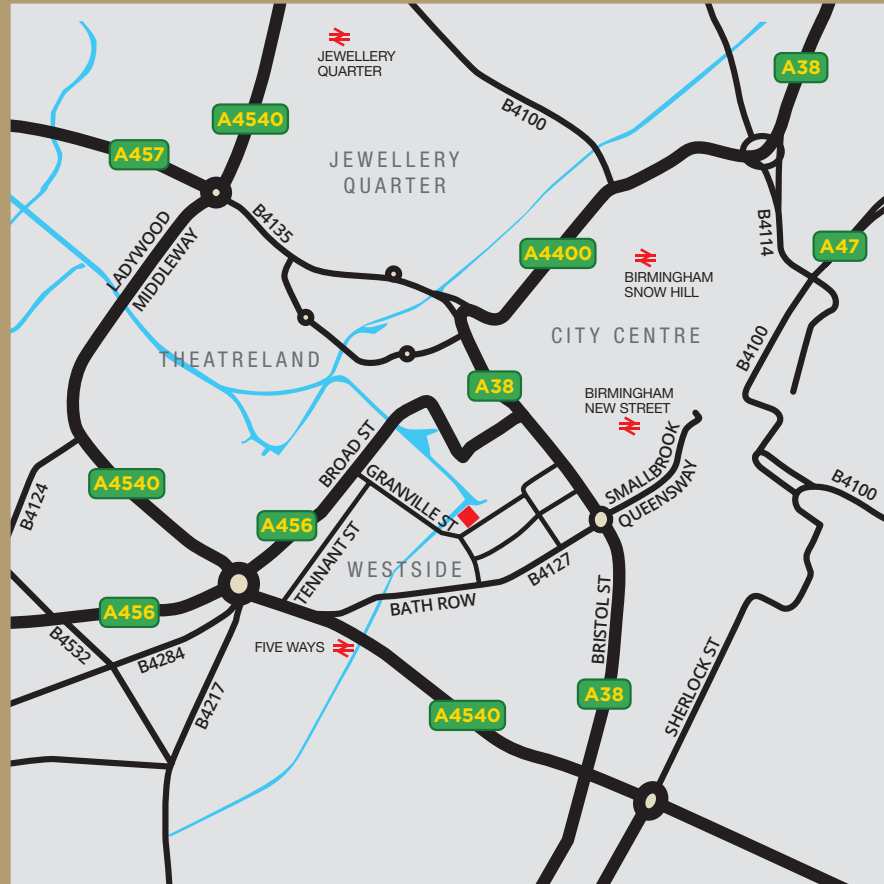 JEWELLERY
QUARTER
A38
A4540
B4100
A457
JEWELLERY
QUARTER
LADYWOOD
MIDDLEWAY
B4135
B4114
A47
A4400
BIRMINGHAM
SNOW HILL
CITY CENTRE
THEATRELAND
B4100
A38
BIRMINGHAM
NEW STREET
BROAD ST
SMALLBROOK
QUEENSWAY
A4540
B4124
GRANVILLE ST
B4100
A456
TENNANT ST
WESTSIDE
B4127
BATH ROW
BRISTOL ST
A456
B4532
B4284
FIVE WAYS
B4217
SHERLOCK ST
A38
A4540